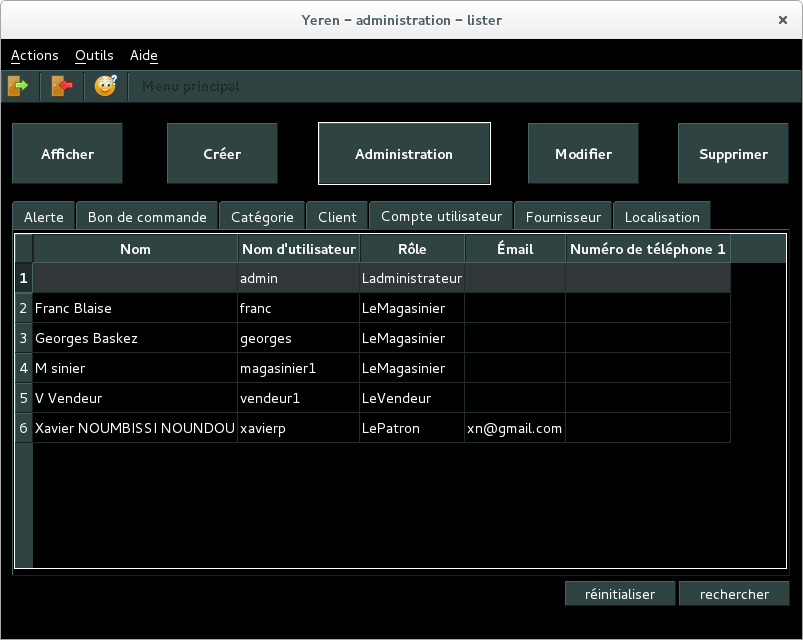 Yeren – administration – lister ×
Actions Outils Aide
Menu principal
Afficher Créer Administration Modifier Supprimer
Alerte Bon de commande Catégorie Client Compte utilisateur Fournisseur Localisation
Nom Nom d'utilisateur Rôle Émail Numéro de téléphone 1
1 admin Ladministrateur
2 Franc Blaise franc LeMagasinier
3 Georges Baskez georges LeMagasinier
4 M sinier magasinier1 LeMagasinier
5 V Vendeur vendeur1 LeVendeur
6 Xavier NOUMBISSI NOUNDOU xavierp LePatron xn@gmail.com
réinitialiser rechercher